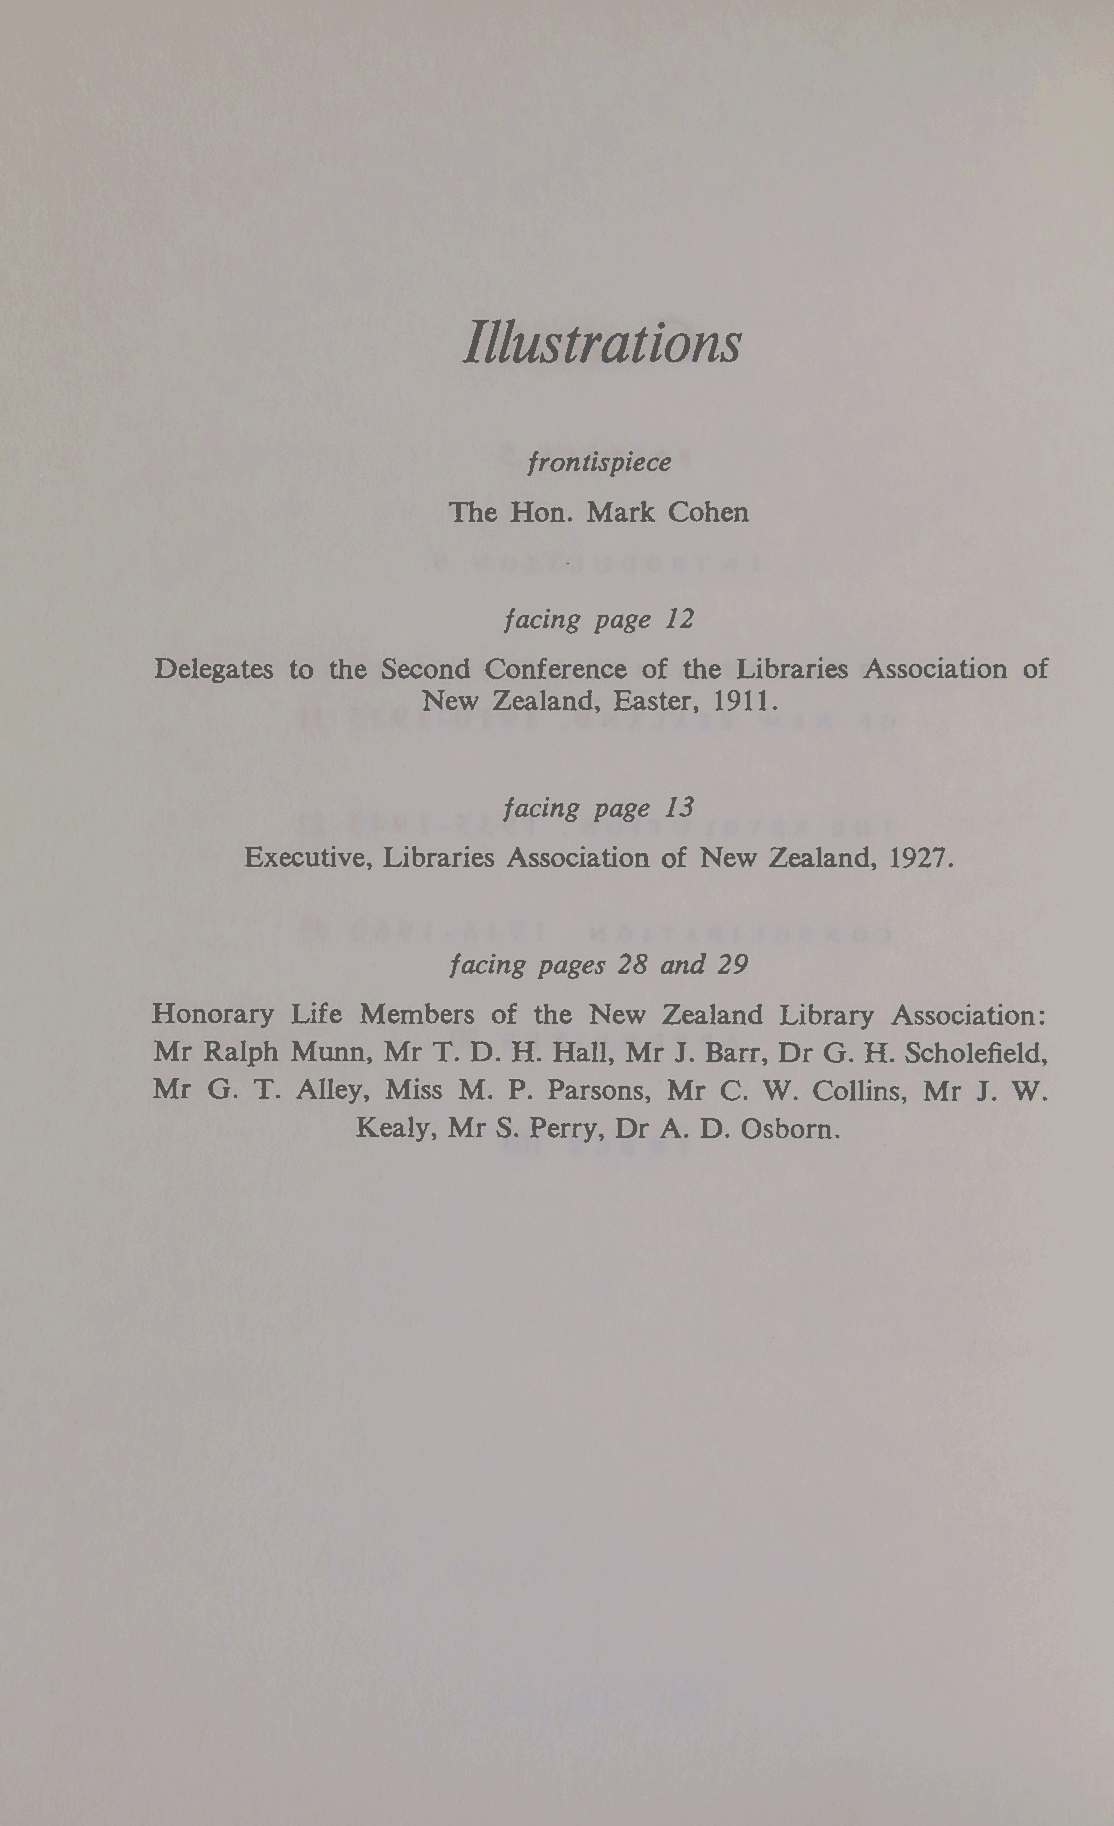 Illustrations
frontispiece
The Hon. Mark Cohen
facing page 12
Delegates to the Second Conference of the Libraries Association of
New Zealand, Easter, 1911.
facing page 13
Executive, Libraries Association of New Zealand, 1927.
facing pages 28 and 29
Honorary Life Members of the New Zealand Library Association:
Mr Ralph Munn, Mr T. D. H. Hall, Mr J. Barr, Dr G. H. Scholefield,
Mr G. T. Alley, Miss M. P. Parsons, Mr C. W. Collins, Mr J. W.
Kealy, Mr S. Perry, Dr A. D. Osborn.